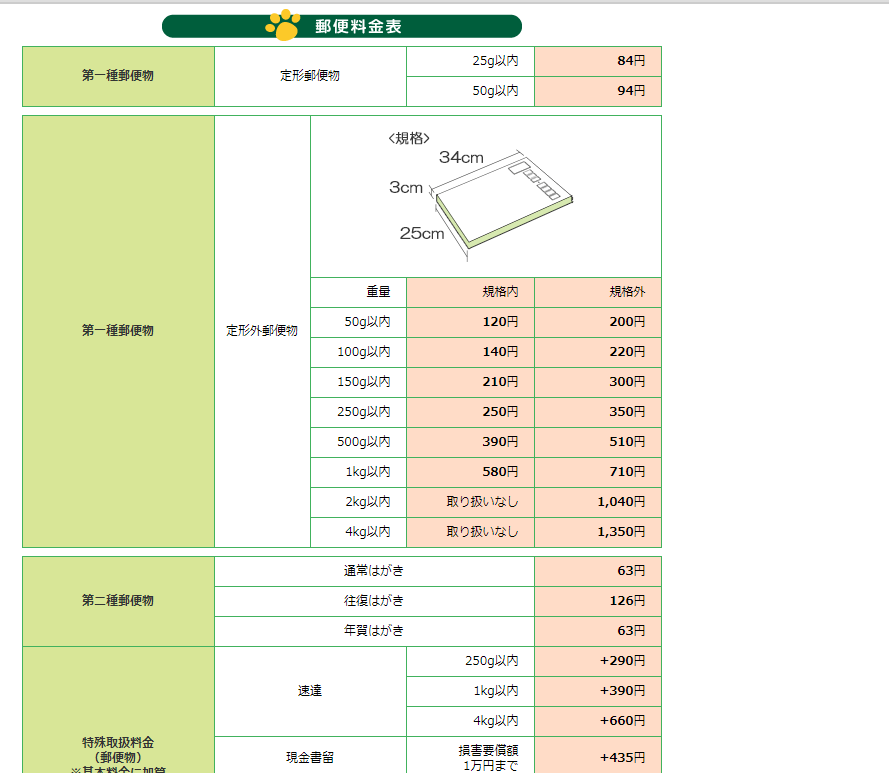 郵便料金表
第一種郵便物
定形郵便物
25g以内
84円
50g以内
94円
第一種郵便物
定形外郵便物
<規格>
34cm
3cm
25cm
重量
規格内
規格外
50g以内
120円
200円
100g以内
140円
220円
150g以内
210円
300円
250g以内
250円
350円
500g以内
390円
510円
1kg以内
580円
710円
2kg以内
取り扱いなし
1,040円
4kg以内
取り扱いなし
1,350円
第二種郵便物
通常はがき
63円
往復はがき
126円
年賀はがき
63円
特殊取扱料金
（郵便物）
※基本料金に加算
速達
250g以内
+290円
1kg以内
+390円
4kg以内
+660円
現金書留
損害要償額
1万円まで
+435円